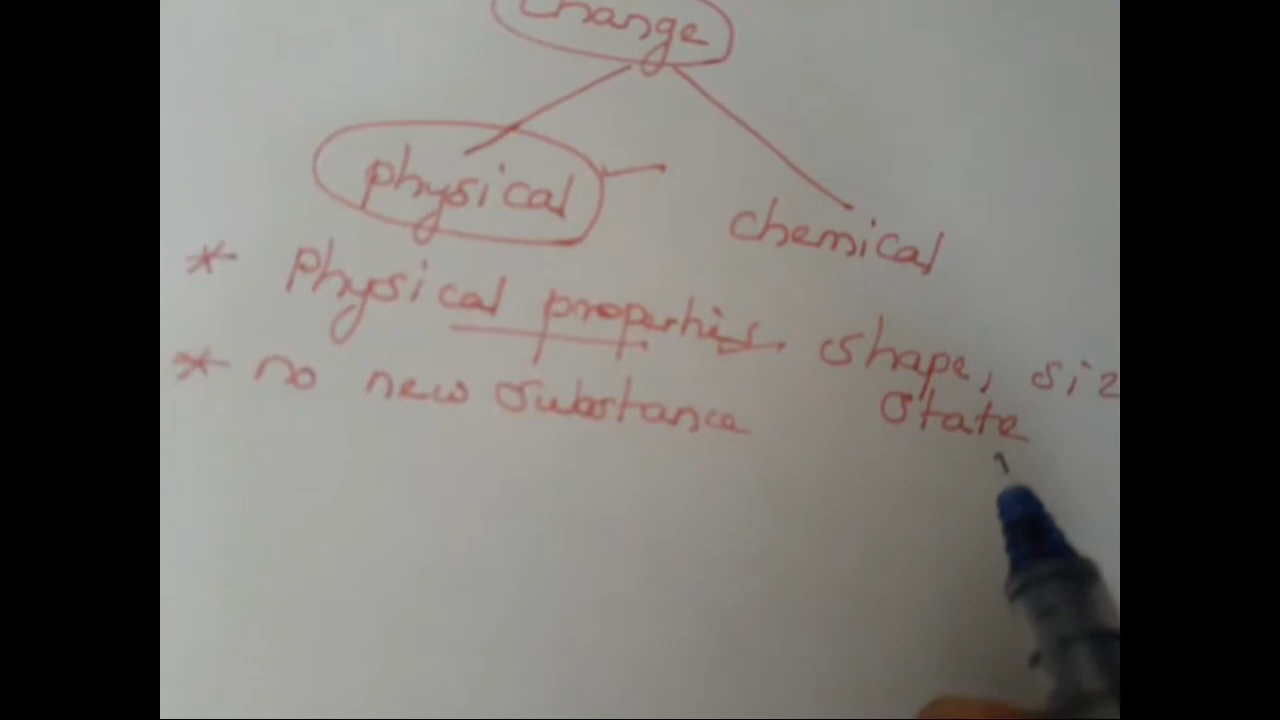 change
physical
chemical
* Physical properties shape, siz
state
* no new substance